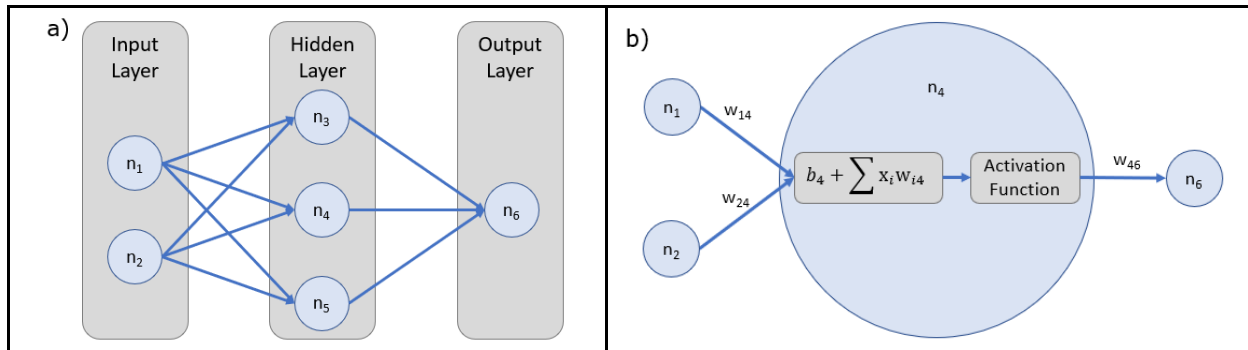 a)
Input
Layer
Hidden
Layer
Output
Layer
n₁
n₂
n₃
n₄
n₅
n₆
b)
n₄
n₁
w₁₄
b₄ + ∑ xᵢwᵢ₄
Activation
Function
w₄₆
n₆
w₂₄
n₂